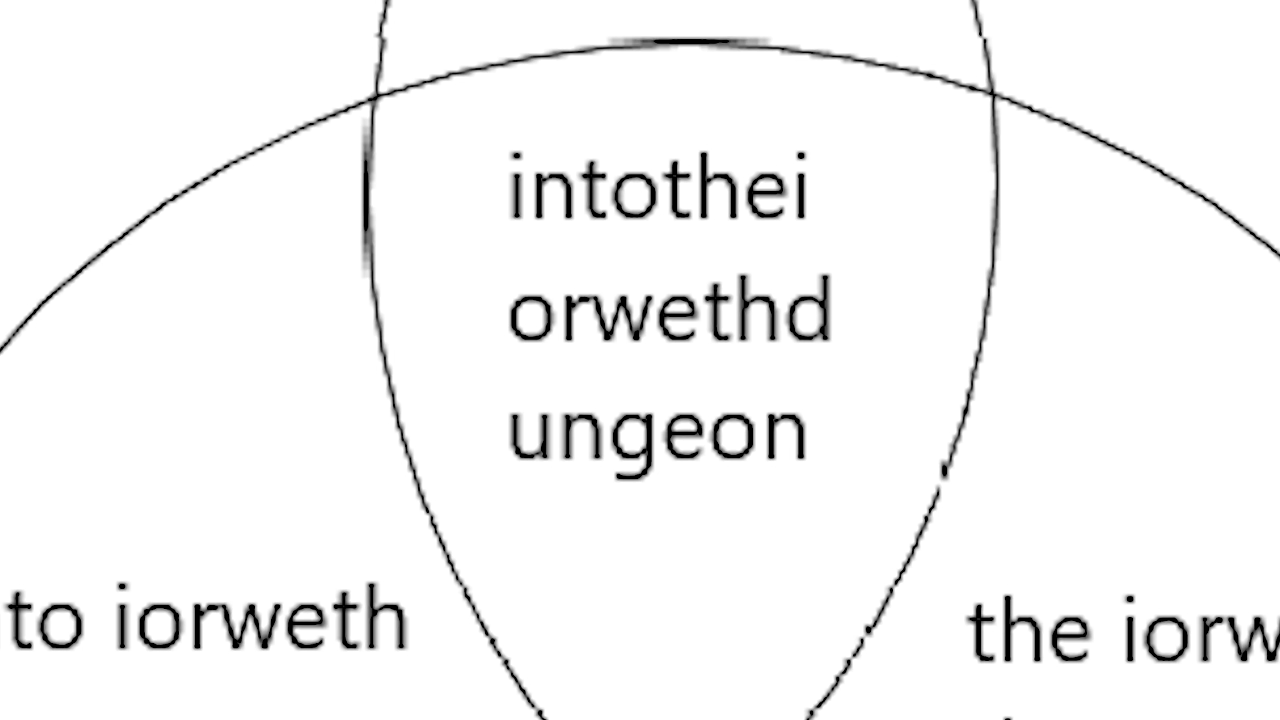 intothei
orwethd
ungeon
to iorweth
the iorw